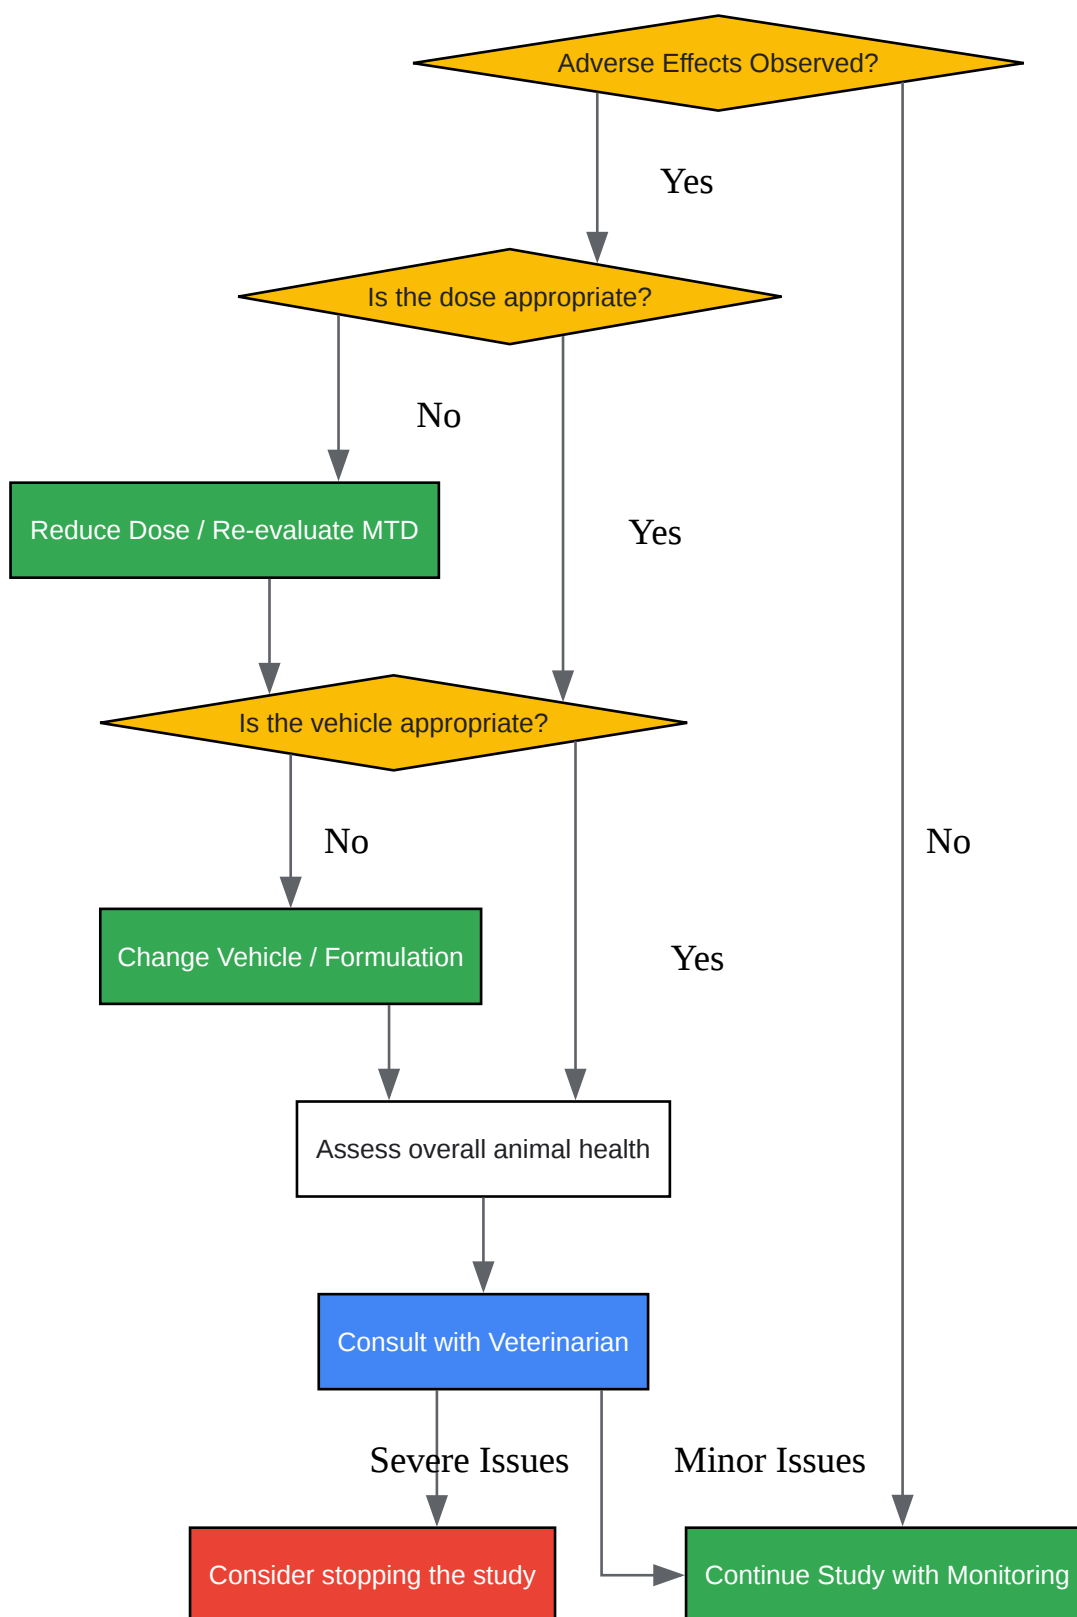 Adverse Effects Observed?
Yes
Is the dose appropriate?
No
Reduce Dose / Re-evaluate MTD
Yes
Is the vehicle appropriate?
No
No
Change Vehicle / Formulation
Yes
Assess overall animal health
Consult with Veterinarian
Severe Issues
Minor Issues
Consider stopping the study
Continue Study with Monitoring